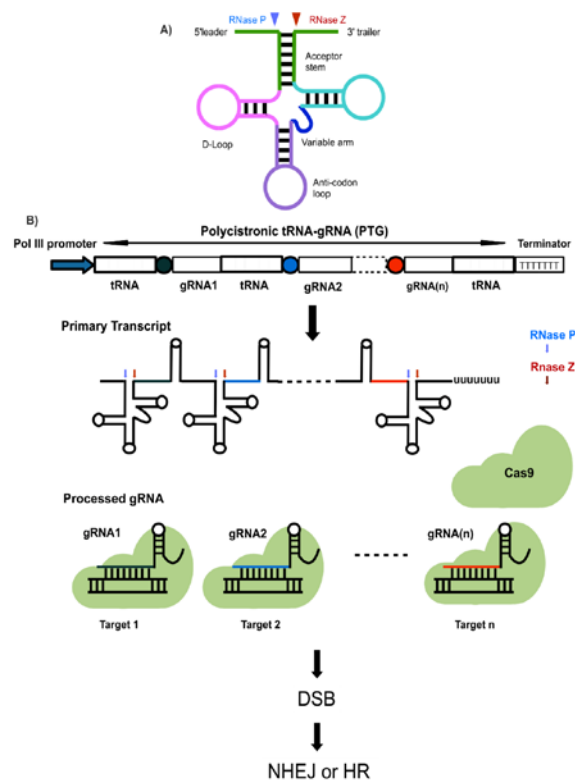 RNase P RNase Z
A)
5'leader 3' trailer
Acceptor
stem
D-Loop
Variable arm
Anti-codon
loop
B)
Polycistronic tRNA-gRNA (PTG)
Pol III promoter Terminator
TTTTTTT
tRNA gRNA1 tRNA gRNA2 gRNA(n) tRNA
Primary Transcript
RNase P
Rnase Z
uuuuuuu
Cas9
Processed gRNA
gRNA1 gRNA2 gRNA(n)
Target 1 Target 2 Target n
DSB
NHEJ or HR